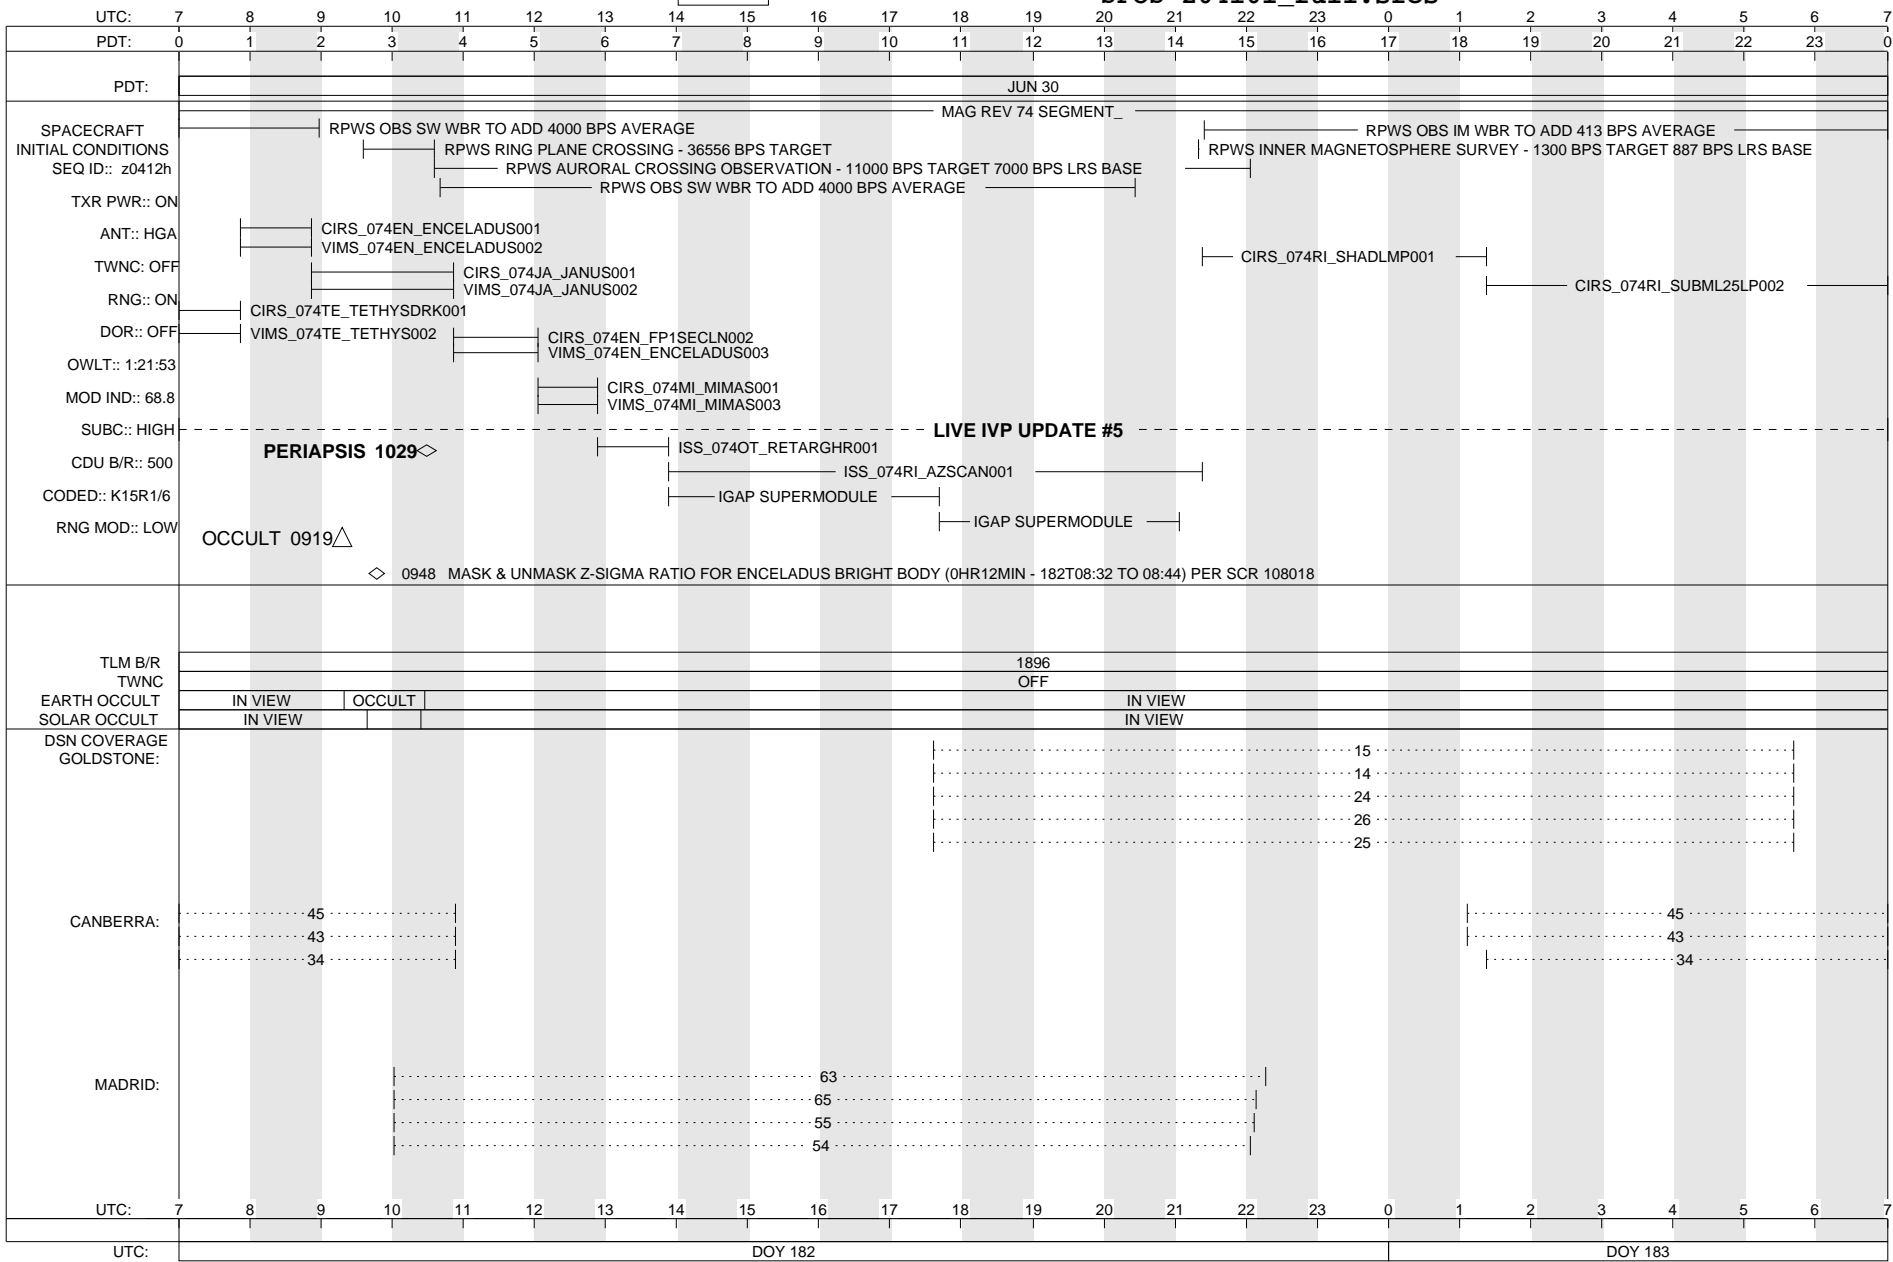 UTC: 7 8 9 10 11 12 13 14 15 16 17 18 19 20 21 22 23 0 1 2 3 4 5 6 7
PDT: 0 1 2 3 4 5 6 7 8 9 10 11 12 13 14 15 16 17 18 19 20 21 22 23 0
PDT: JUN 30
MAG REV 74 SEGMENT_
SPACECRAFT
INITIAL CONDITIONS
SEQ ID:: z0412h
TXR PWR:: ON
ANT:: HGA
TWNC: OFF
RNG:: ON
DOR:: OFF
OWLT:: 1:21:53
MOD IND:: 68.8
SUBC:: HIGH
CDU B/R:: 500
CODED:: K15R1/6
RNG MOD:: LOW
RPWS OBS SW WBR TO ADD 4000 BPS AVERAGE
RPWS OBS IM WBR TO ADD 413 BPS AVERAGE
RPWS RING PLANE CROSSING - 36556 BPS TARGET
RPWS INNER MAGNETOSPHERE SURVEY - 1300 BPS TARGET 887 BPS LRS BASE
RPWS AURORAL CROSSING OBSERVATION - 11000 BPS TARGET 7000 BPS LRS BASE
RPWS OBS SW WBR TO ADD 4000 BPS AVERAGE
CIRS_074EN_ENCELADUS001
VIMS_074EN_ENCELADUS002
CIRS_074RI_SHADLMP001
CIRS_074JA_JANUS001
VIMS_074JA_JANUS002
CIRS_074RI_SUBML25LP002
CIRS_074TE_TETHYSDRK001
VIMS_074TE_TETHYS002
CIRS_074EN_FP1SECLN002
VIMS_074EN_ENCELADUS003
CIRS_074MI_MIMAS001
VIMS_074MI_MIMAS003
LIVE IVP UPDATE #5
PERIAPSIS 1029
ISS_074OT_RETARGHR001
ISS_074RI_AZSCAN001
IGAP SUPERMODULE
IGAP SUPERMODULE
OCCULT 0919
0948 MASK & UNMASK Z-SIGMA RATIO FOR ENCELADUS BRIGHT BODY (0HR12MIN - 182T08:32 TO 08:44) PER SCR 108018
TLM B/R 1896
TWNC OFF
EARTH OCCULT IN VIEW OCCULT IN VIEW
SOLAR OCCULT IN VIEW IN VIEW
DSN COVERAGE
GOLDSTONE:
15
14
24
26
25
CANBERRA:
45 45
43 43
34 34
MADRID:
63
65
55
54
UTC: 7 8 9 10 11 12 13 14 15 16 17 18 19 20 21 22 23 0 1 2 3 4 5 6 7
UTC: DOY 182 DOY 183